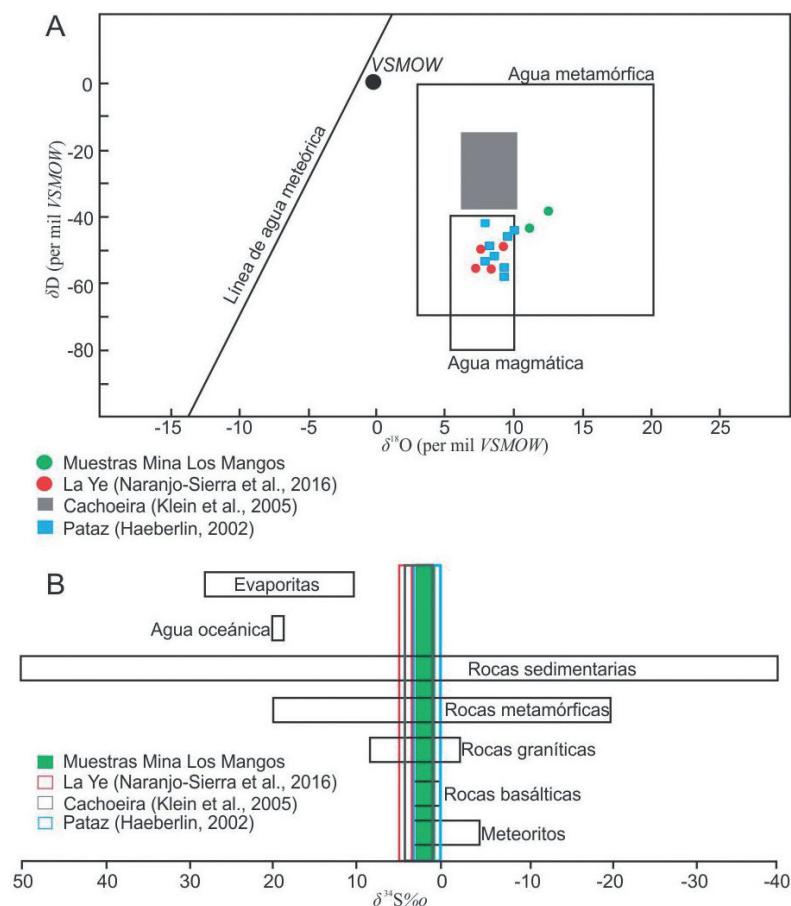 A
VSMOW
Agua metamórfica
0
-20
-40
-60
-80
δD (per mil VSMOW)
Línea de agua meteórica
Agua magmática
-15 -10 -5 0 5 10 15 20 25
δ¹⁸O (per mil VSMOW)
Muestras Mina Los Mangos
La Ye (Naranjo-Sierra et al., 2016)
Cachoeira (Klein et al., 2005)
Pataz (Haeberlin, 2002)
B
Evaporitas
Agua oceánica
Rocas sedimentarias
Rocas metamórficas
Rocas graníticas
Rocas basálticas
Meteoritos
Muestras Mina Los Mangos
La Ye (Naranjo-Sierra et al., 2016)
Cachoeira (Klein et al., 2005)
Pataz (Haeberlin, 2002)
50 40 30 20 10 0 -10 -20 -30 -40
δ³⁴S‰